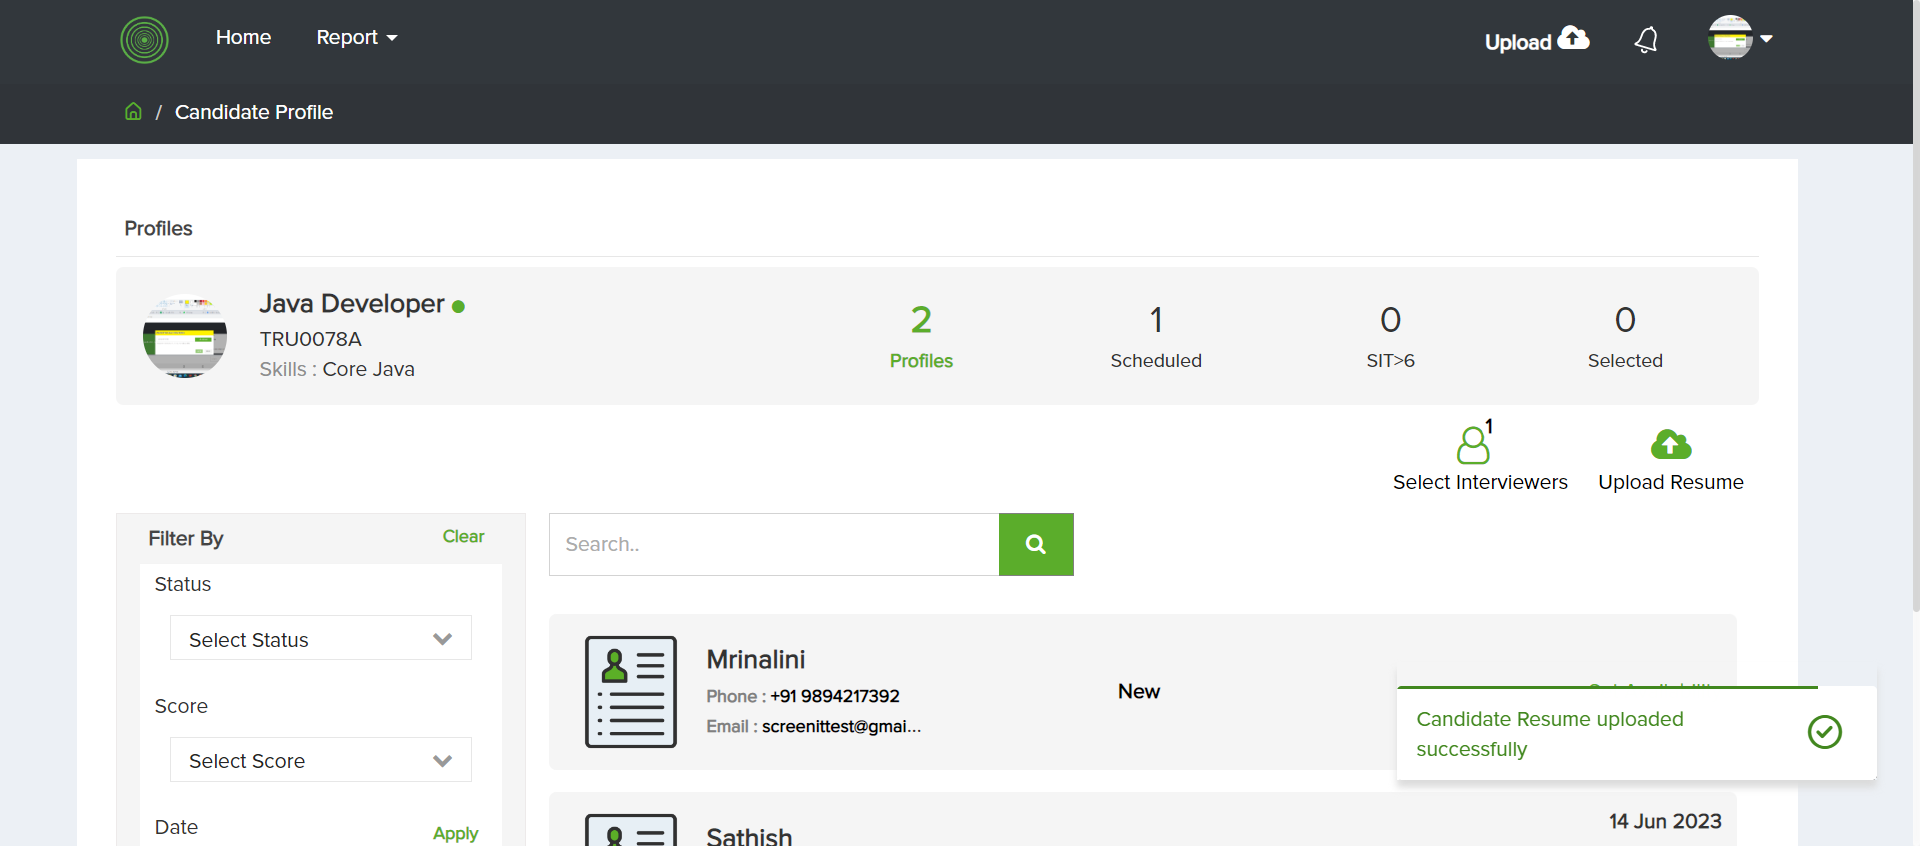 Home
Report
Upload
/ Candidate Profile
Profiles
Java Developer
TRU0078A
Skills : Core Java
2
Profiles
1
Scheduled
0
SIT>6
0
Selected
1
Select Interviewers
Upload Resume
Filter By
Clear
Status
Select Status
Score
Select Score
Date
Apply
Search..
Mrinalini
Phone : +91 9894217392
Email : screenittest@gmai...
New
Candidate Resume uploaded
successfully
Sathish
14 Jun 2023